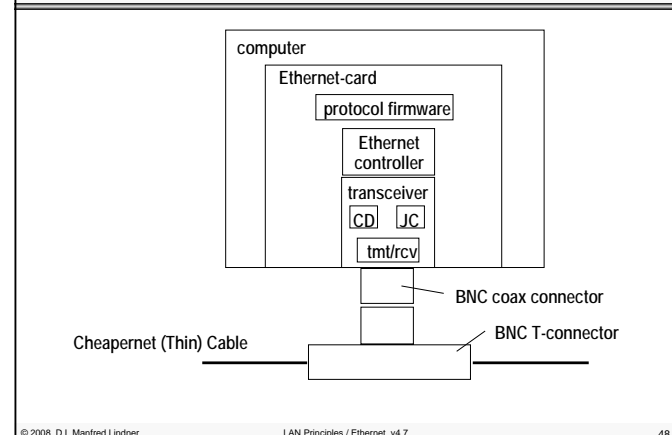 computer
Ethernet-card
protocol firmware
Ethernet
controller
transceiver
CD JC
tmt/rcv
BNC coax connector
BNC T-connector
Cheapernet (Thin) Cable
© 2008, D.I. Manfred Lindner LAN Principles / Ethernet, v4.7 48